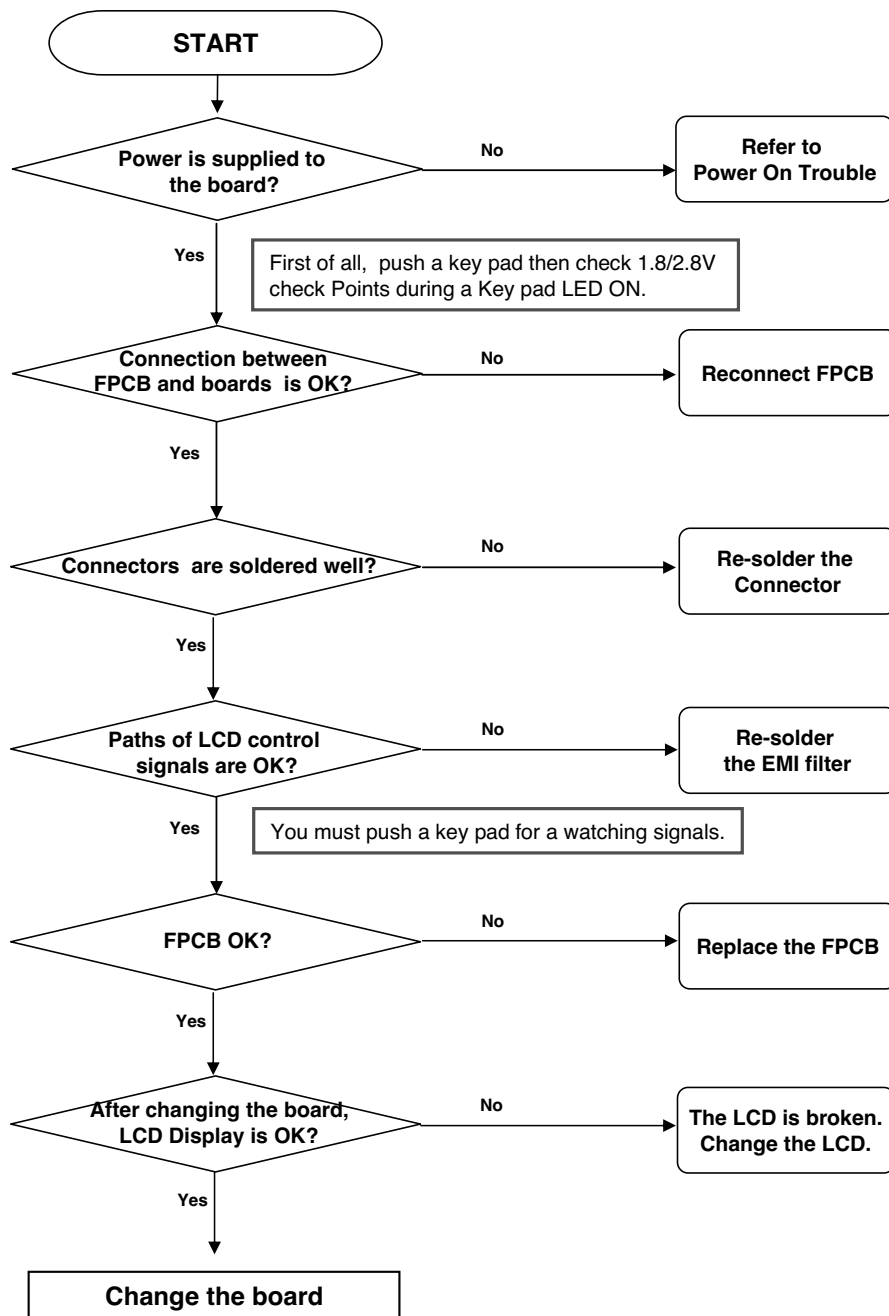 START
Power is supplied to
the board?
No
Refer to
Power On Trouble
Yes
First of all,  push a key pad then check 1.8/2.8V
check Points during a Key pad LED ON.
Connection between
FPCB and boards  is OK?
No
Reconnect FPCB
Yes
Connectors  are soldered well?
No
Re-solder the
Connector
Yes
Paths of LCD control
signals are OK?
No
Re-solder
the EMI filter
Yes
You must push a key pad for a watching signals.
FPCB OK?
No
Replace the FPCB
Yes
After changing the board,
LCD Display is OK?
No
The LCD is broken.
Change the LCD.
Yes
Change the board